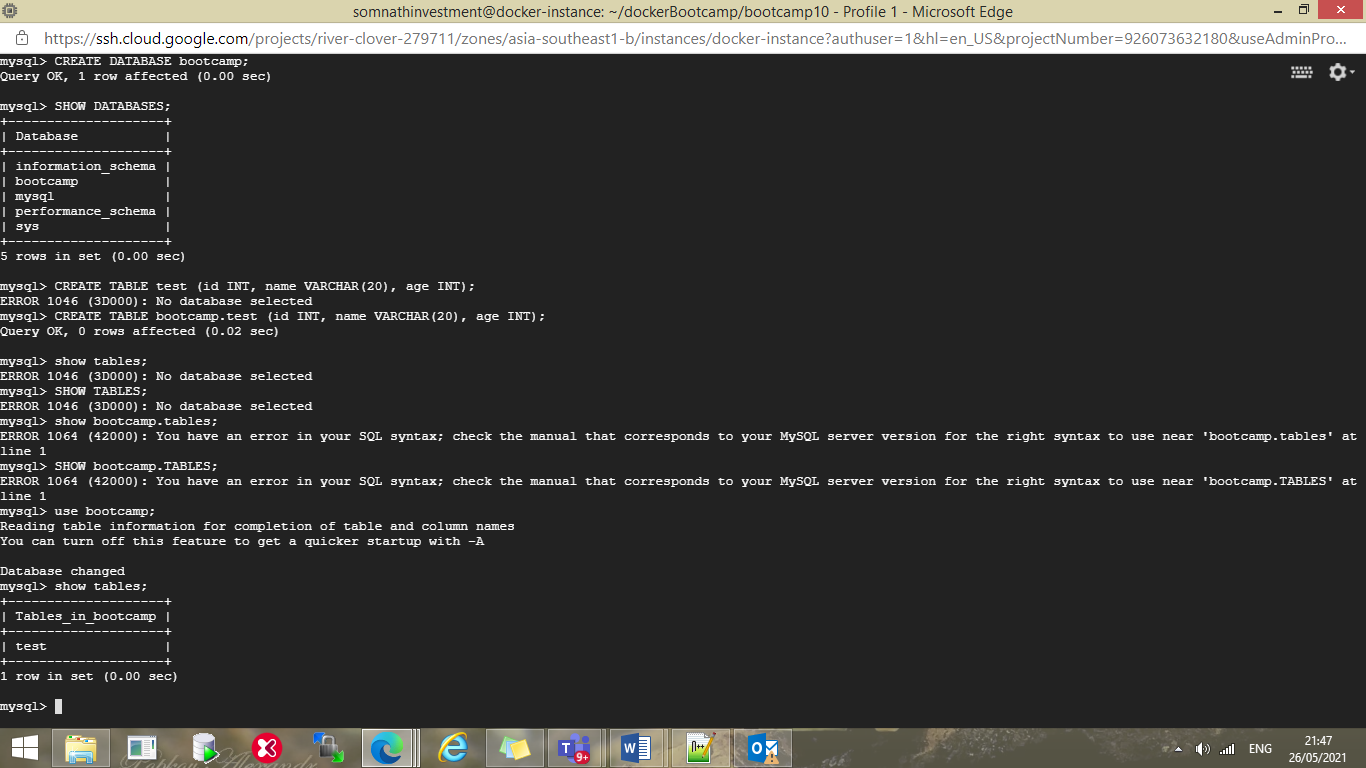 somnathinvestment@docker-instance: ~/dockerBootcamp/bootcamp10 - Profile 1 - Microsoft Edge
https://ssh.cloud.google.com/projects/river-clover-279711/zones/asia-southeast1-b/instances/docker-instance?authuser=1&hl=en_US&projectNumber=926073632180&useAdminPro...
mysql> CREATE DATABASE bootcamp;
Query OK, 1 row affected (0.00 sec)
mysql> SHOW DATABASES;
+--------------------+
| Database           |
+--------------------+
| information_schema |
| bootcamp           |
| mysql              |
| performance_schema |
| sys                |
+--------------------+
5 rows in set (0.00 sec)
mysql> CREATE TABLE test (id INT, name VARCHAR(20), age INT);
ERROR 1046 (3D000): No database selected
mysql> CREATE TABLE bootcamp.test (id INT, name VARCHAR(20), age INT);
Query OK, 0 rows affected (0.02 sec)
mysql> show tables;
ERROR 1046 (3D000): No database selected
mysql> SHOW TABLES;
ERROR 1046 (3D000): No database selected
mysql> show bootcamp.tables;
ERROR 1064 (42000): You have an error in your SQL syntax; check the manual that corresponds to your MySQL server version for the right syntax to use near 'bootcamp.tables' at
line 1
mysql> SHOW bootcamp.TABLES;
ERROR 1064 (42000): You have an error in your SQL syntax; check the manual that corresponds to your MySQL server version for the right syntax to use near 'bootcamp.TABLES' at
line 1
mysql> use bootcamp;
Reading table information for completion of table and column names
You can turn off this feature to get a quicker startup with -A
Database changed
mysql> show tables;
+--------------------+
| Tables_in_bootcamp |
+--------------------+
| test               |
+--------------------+
1 row in set (0.00 sec)
mysql>
9+
ENG
21:47
26/05/2021